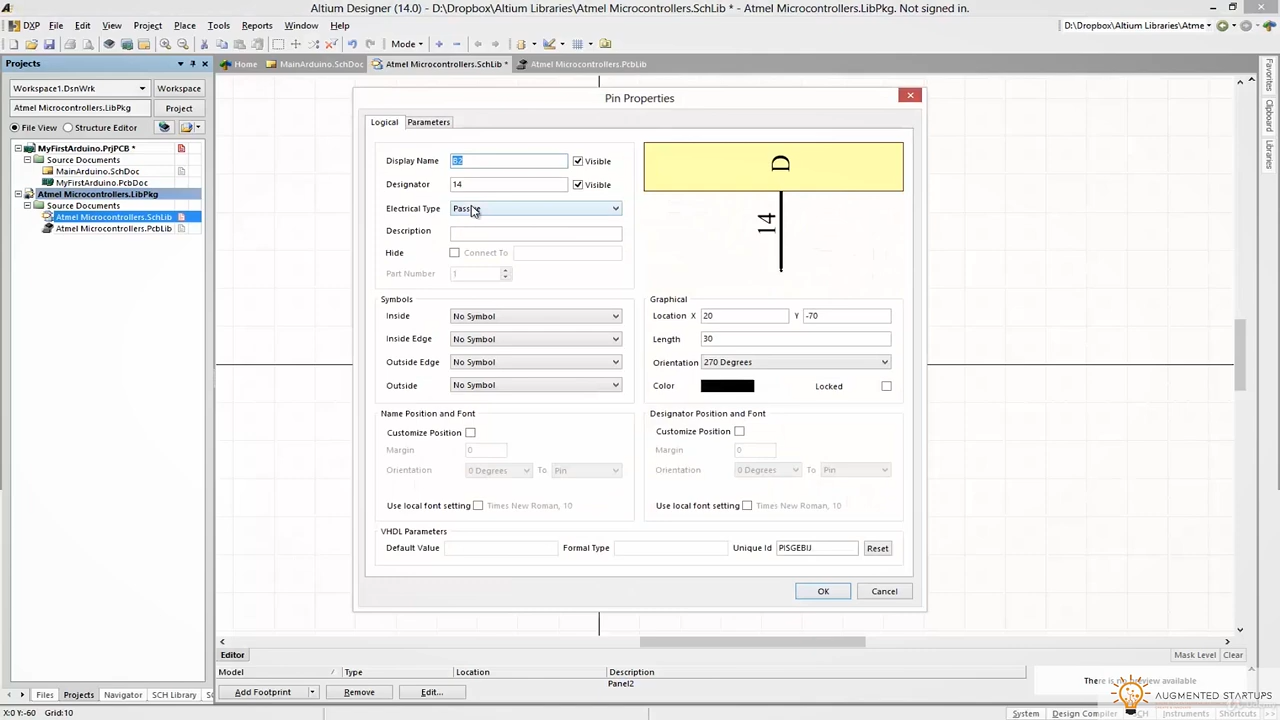 Altium Designer (14.0) - D:\Dropbox\Altium Libraries\Atmel Microcontrollers.SchLib * - Atmel Microcontrollers.LibPkg. Not signed in.
DXP File Edit View Project Place Tools Reports Window Help
D:\Dropbox\Altium Libraries\Atme
Mode
Projects
Home MainArduino.SchDoc Atmel Microcontrollers.SchLib * Atmel Microcontrollers.PcbLib
Workspace1.DsnWrk Workspace
Atmel Microcontrollers.LibPkg Project
File View Structure Editor
MyFirstArduino.PrjPCB *
Source Documents
MainArduino.SchDoc
MyFirstArduino.PcbDoc
Atmel Microcontrollers.LibPkg
Source Documents
Atmel Microcontrollers.SchLib
Atmel Microcontrollers.PcbLib
Pin Properties
Logical Parameters
Display Name Visible
Designator 14 Visible
Electrical Type
Description
Hide Connect To
Part Number 1
D
14
Symbols
Inside No Symbol
Inside Edge No Symbol
Outside Edge No Symbol
Outside No Symbol
Graphical
Location X 20 Y -70
Length 30
Orientation 270 Degrees
Color Locked
Name Position and Font
Customize Position
Margin 0
Orientation 0 Degrees To Pin
Use local font setting Times New Roman, 10
Designator Position and Font
Customize Position
Margin 0
Orientation 0 Degrees To Pin
Use local font setting Times New Roman, 10
VHDL Parameters
Default Value Formal Type Unique Id PISGEBIJ Reset
OK Cancel
Favorites
Clipboard
Libraries
Editor Mask Level Clear
Model / Type Location Description
Panel2
Add Footprint Remove Edit...
AUGMENTED STARTUPS
Files Projects Navigator SCH Library
X:0 Y:-60 Grid:10
System Design Compiler Instruments Shortcuts >>